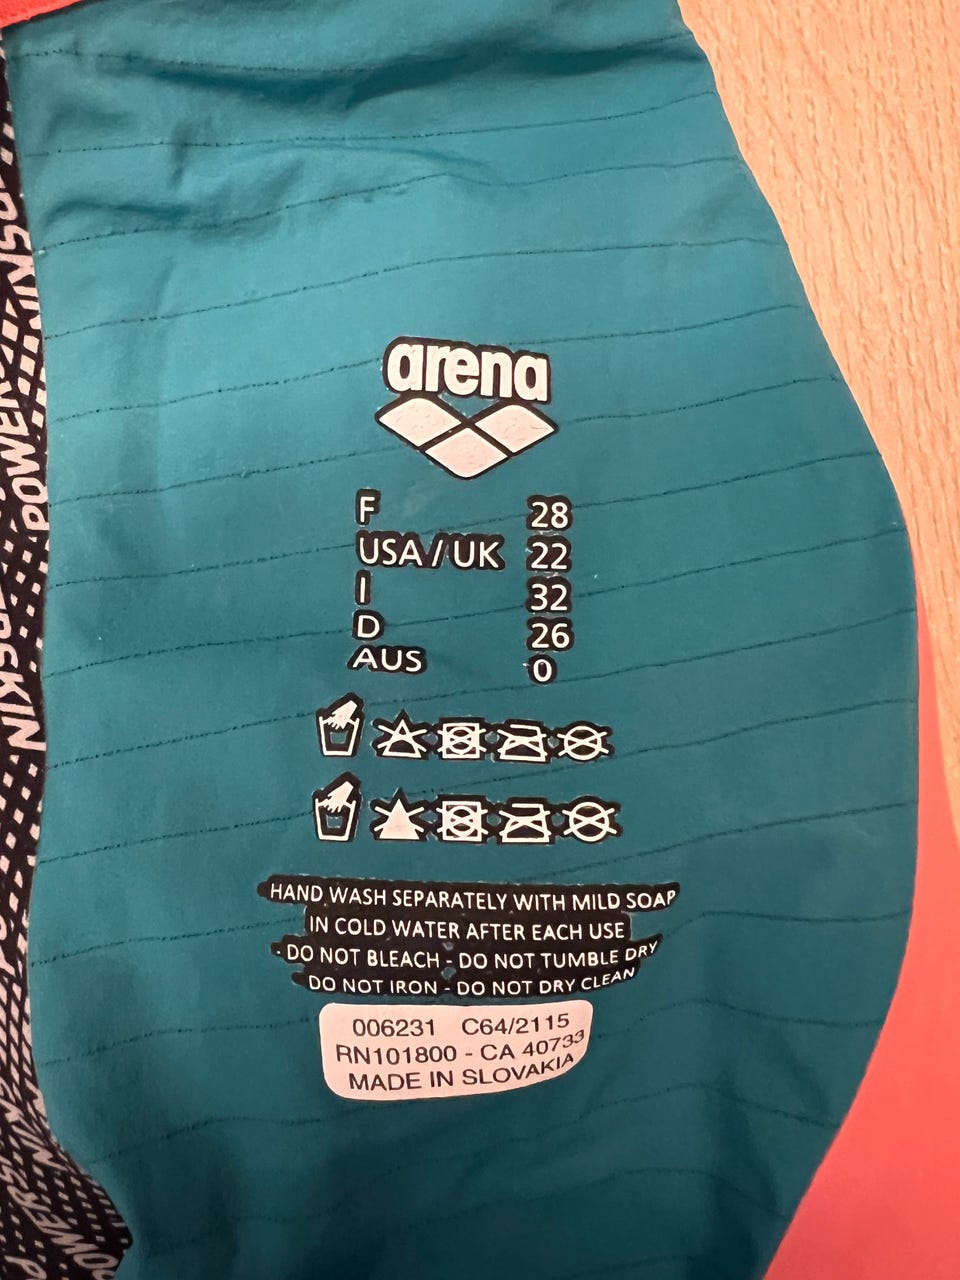 arena
F 28
USA/UK 22
I 32
D 26
AUS 0
HAND WASH SEPARATELY WITH MILD SOAP
IN COLD WATER AFTER EACH USE
· DO NOT BLEACH - DO NOT TUMBLE DRY
DO NOT IRON - DO NOT DRY CLEAN
006231 C64/2115
RN101800 - CA 40733
MADE IN SLOVAKIA
POWERSKIN